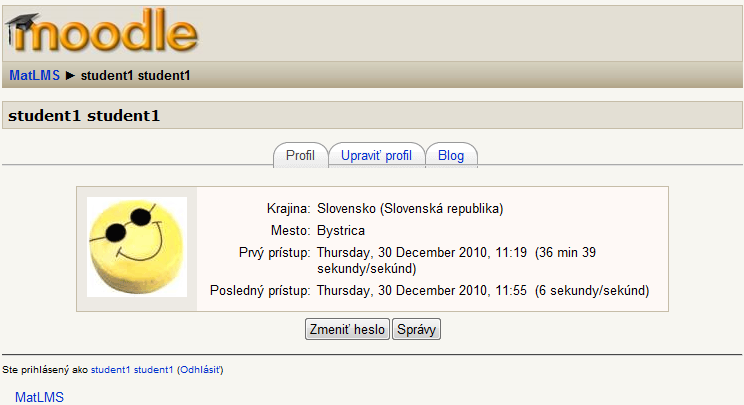 moodle
MatLMS ► student1 student1
student1 student1
Profil Upraviť profil Blog
Krajina: Slovensko (Slovenská republika)
Mesto: Bystrica
Prvý prístup: Thursday, 30 December 2010, 11:19 (36 min 39
sekundy/sekúnd)
Posledný prístup: Thursday, 30 December 2010, 11:55 (6 sekundy/sekúnd)
Zmeniť heslo Správy
Ste prihlásený ako student1 student1 (Odhlásiť)
MatLMS